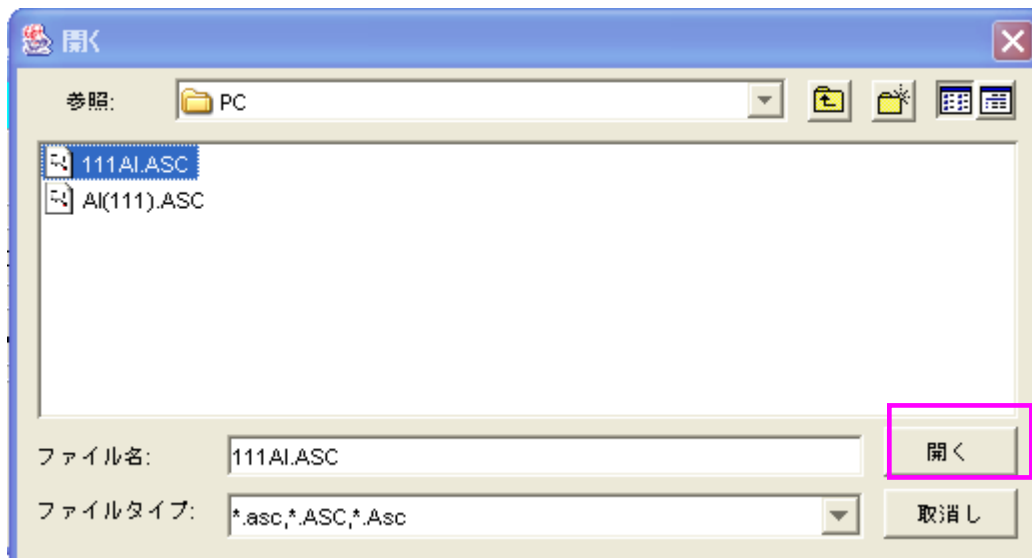 開く
参照: PC
111Al.ASC
Al(111).ASC
ファイル名: 111Al.ASC 開く
ファイルタイプ: *.asc,*.ASC,*.Asc 取消し